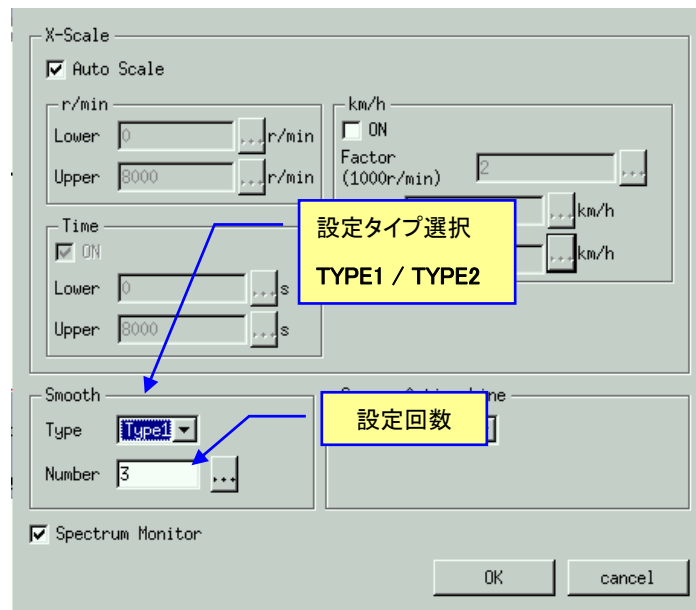 X-Scale
Auto Scale
r/min
Lower 0 ... r/min
Upper 8000 ... r/min
km/h
ON
Factor
(1000r/min) 2 ...
... km/h
... km/h
Time
ON
Lower 0 ... s
Upper 8000 ... s
設定タイプ選択
TYPE1 / TYPE2
Smooth
Type Type1
Number 3 ...
設定回数
Spectrum Monitor
OK cancel